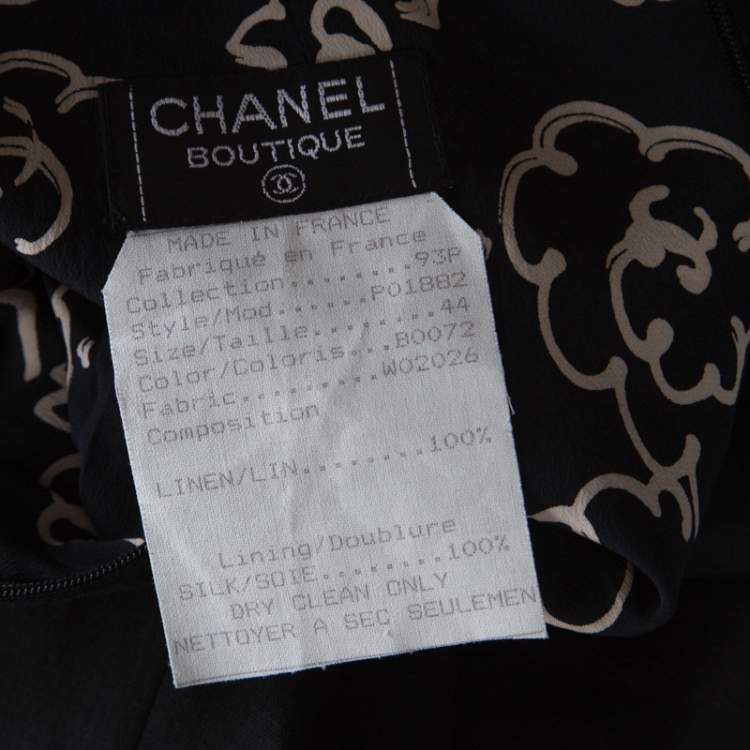 CHANEL
BOUTIQUE
MADE IN FRANCE
Fabriqué en France
Collection........93P
Style/Mod......P01882
Size/Taille........44
Color/Coloris...B0072
Fabric..........W02026
Composition
LINEN/LIN........100%
Lining/Doublure
SILK/SOIE........100%
DRY CLEAN ONLY
NETTOYER A SEC SEULEMEN